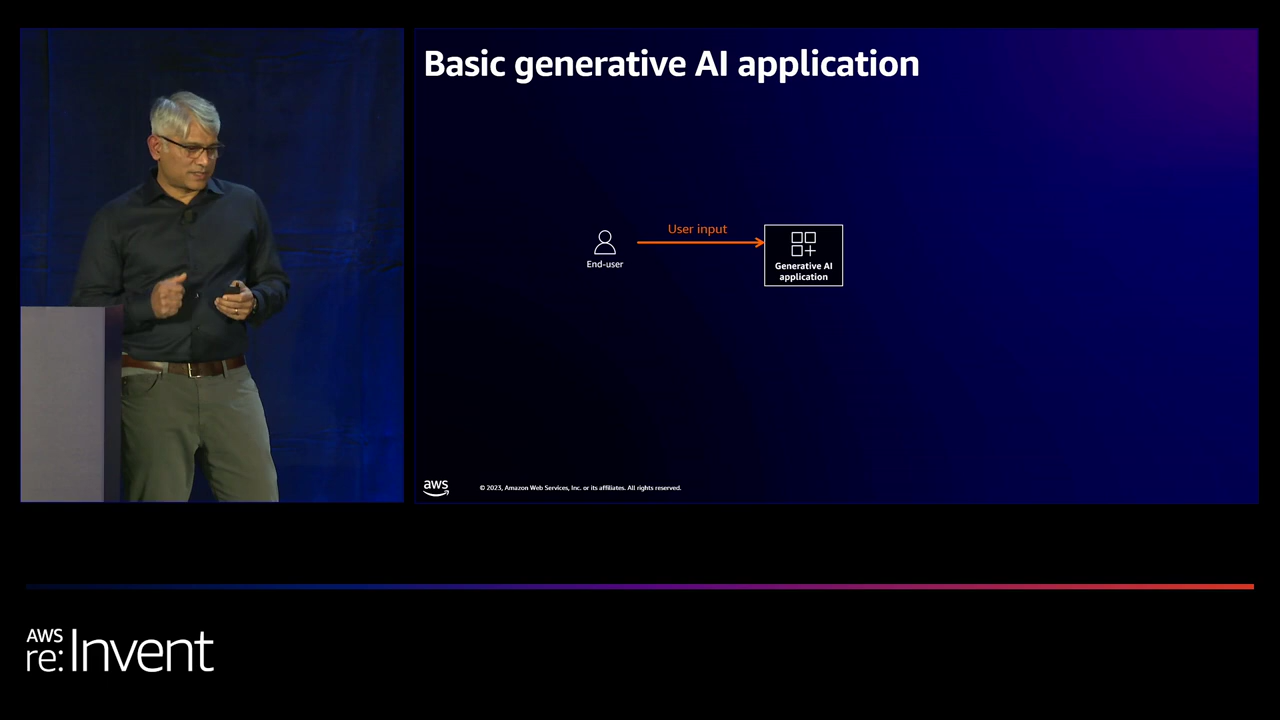 Basic generative AI application
User input
End-user
Generative AI
application
aws
© 2023, Amazon Web Services, Inc. or its affiliates. All rights reserved.
AWS
re:Invent